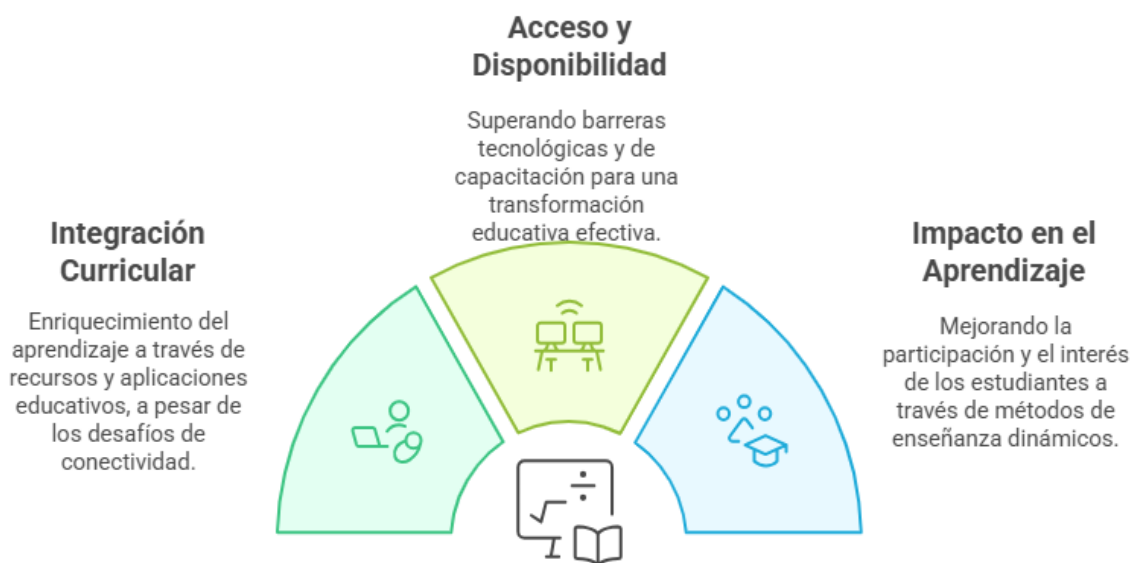 Acceso y
Disponibilidad
Superando barreras
tecnológicas y de
capacitación para una
transformación
educativa efectiva.
Integración
Curricular
Enriquecimiento del
aprendizaje a través de
recursos y aplicaciones
educativos, a pesar de
los desafíos de
conectividad.
Impacto en el
Aprendizaje
Mejorando la
participación y el interés
de los estudiantes a
través de métodos de
enseñanza dinámicos.